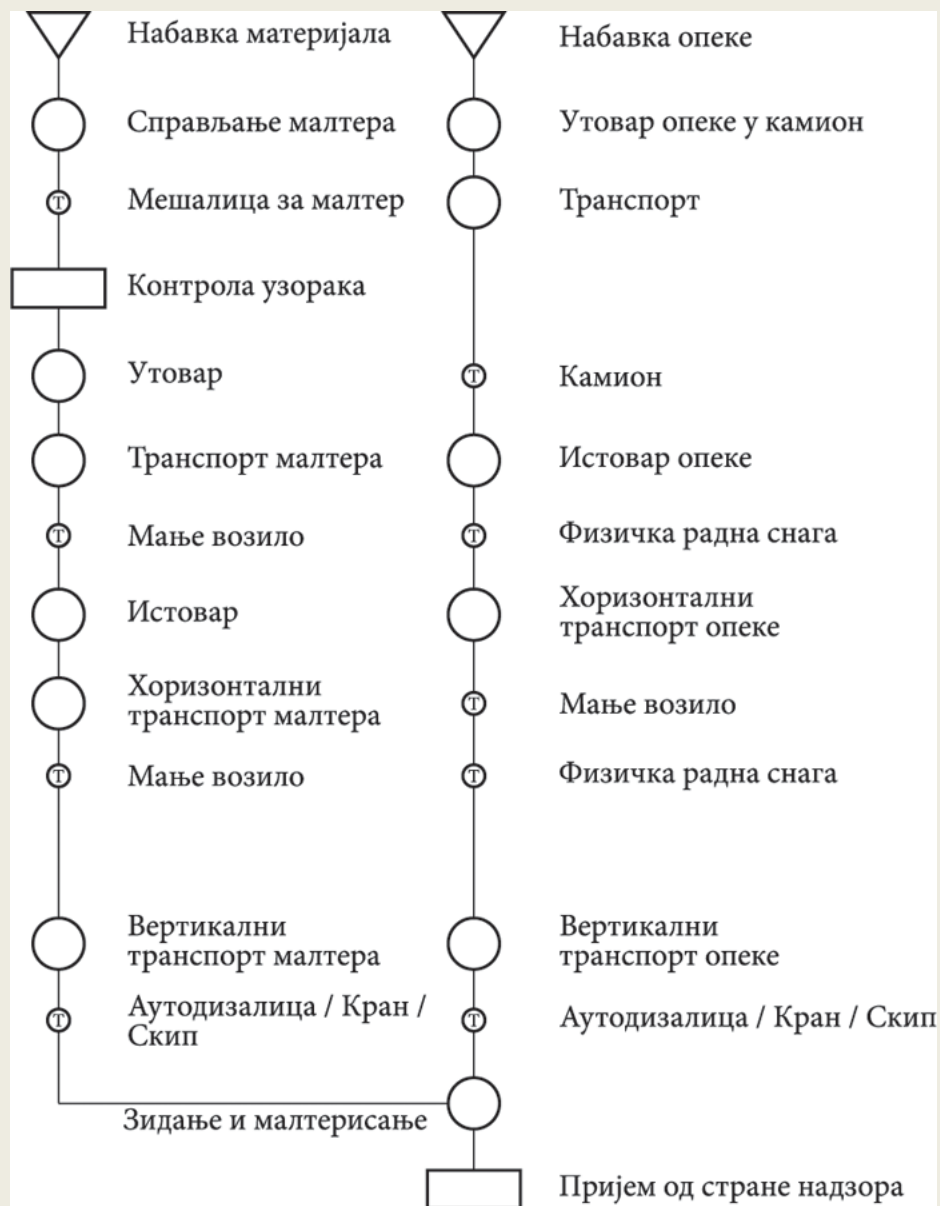 Набавка материјала
Справљање малтера
Т
Мешалица за малтер
Контрола узорака
Утовар
Транспорт малтера
Т
Мање возило
Истовар
Хоризонтални
транспорт малтера
Т
Мање возило
Вертикални
транспорт малтера
Т
Аутодизалица / Кран /
Скип
Зидање и малтерисање
Набавка опеке
Утовар опеке у камион
Транспорт
Т
Камион
Истовар опеке
Т
Физичка радна снага
Хоризонтални
транспорт опеке
Т
Мање возило
Т
Физичка радна снага
Вертикални
транспорт опеке
Т
Аутодизалица / Кран / Скип
Пријем од стране надзора